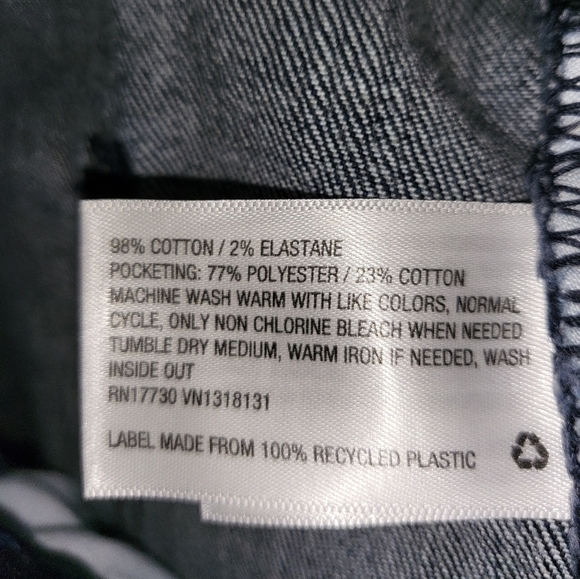 98% COTTON / 2% ELASTANE
POCKETING: 77% POLYESTER / 23% COTTON
MACHINE WASH WARM WITH LIKE COLORS, NORMAL
CYCLE, ONLY NON CHLORINE BLEACH WHEN NEEDED
TUMBLE DRY MEDIUM, WARM IRON IF NEEDED, WASH
INSIDE OUT
RN17730 VN1318131
LABEL MADE FROM 100% RECYCLED PLASTIC